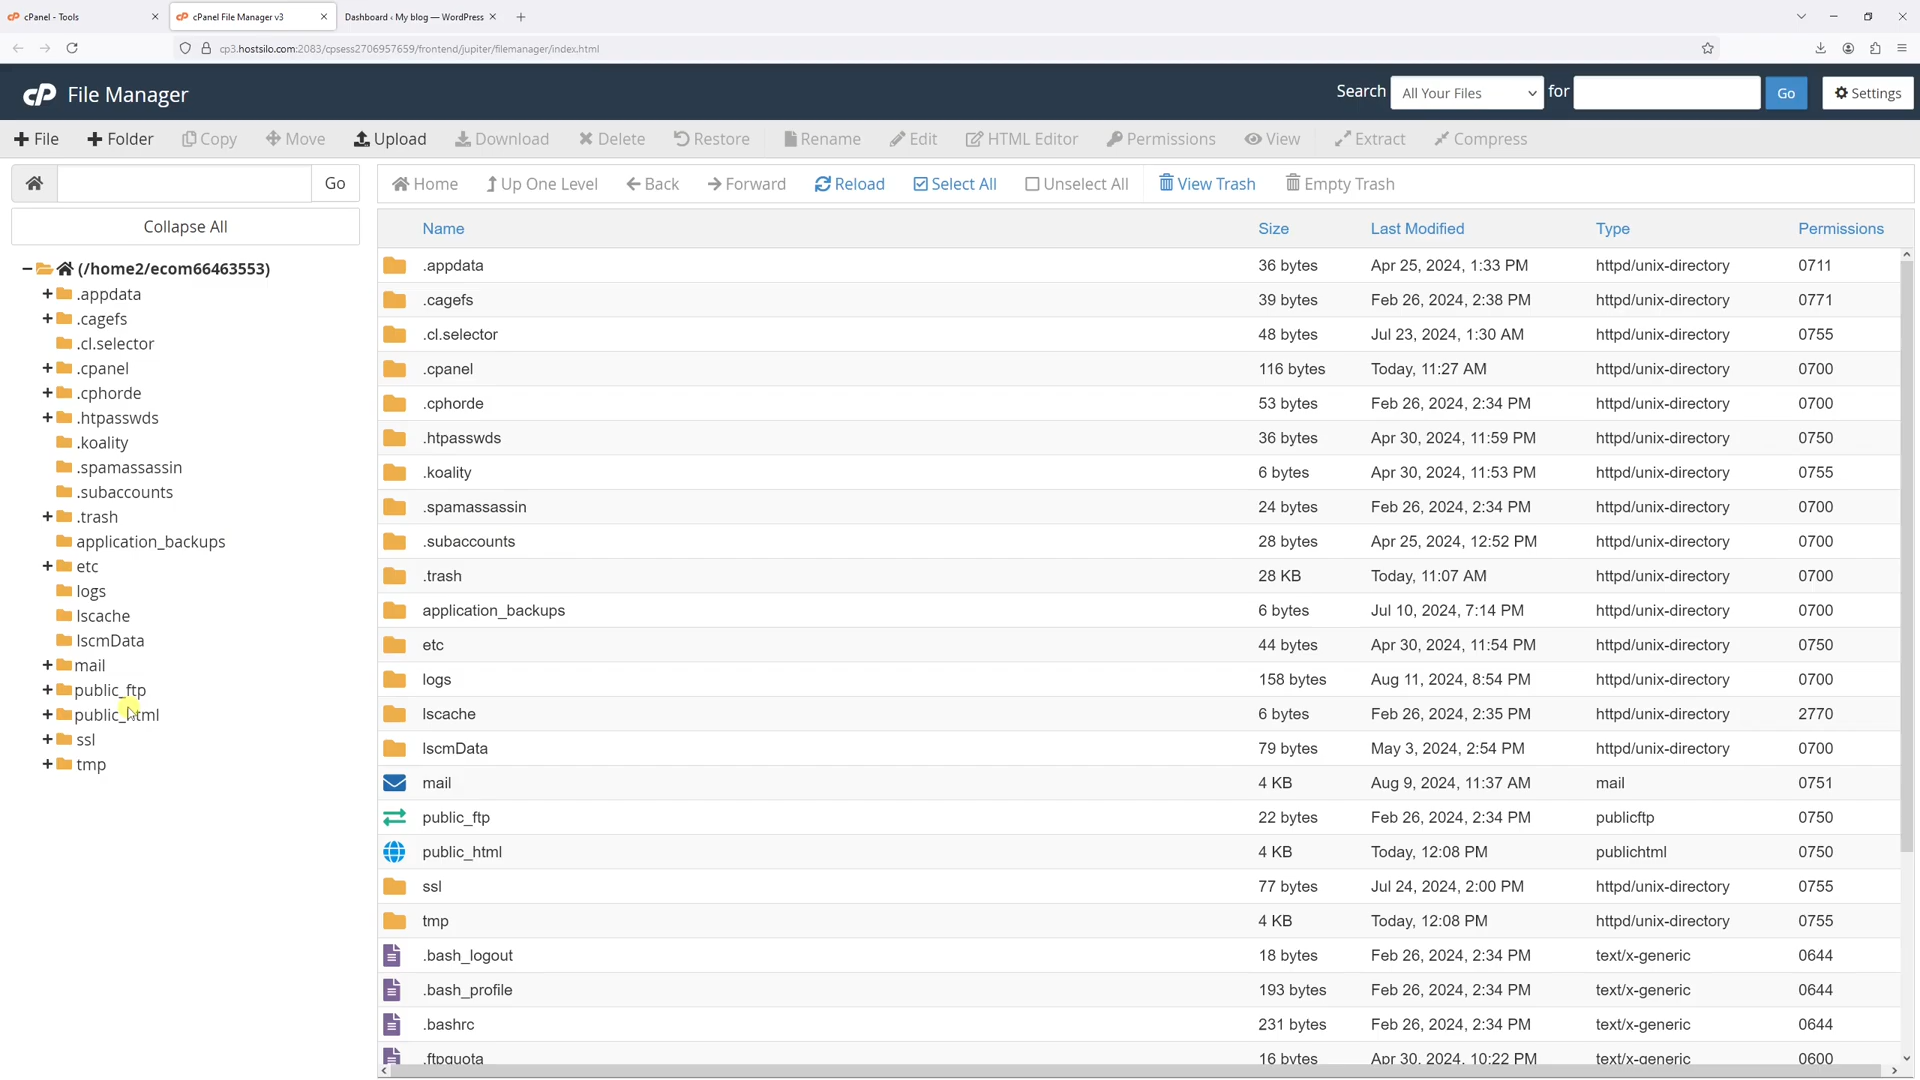 cPanel - Tools
cPanel File Manager v3
Dashboard ‹ My blog — WordPress
cp3.hostsilo.com:2083/cpsess2706957659/frontend/jupiter/filemanager/index.html
cP File Manager
Search All Your Files for Go Settings
File Folder Copy Move Upload Download Delete Restore Rename Edit HTML Editor Permissions View Extract Compress
Go
Collapse All
(/home2/ecom66463553)
.appdata
.cagefs
.cl.selector
.cpanel
.cphorde
.htpasswds
.koality
.spamassassin
.subaccounts
.trash
application_backups
etc
logs
lscache
lscmData
mail
public_ftp
public_html
ssl
tmp
Home Up One Level Back Forward Reload Select All Unselect All View Trash Empty Trash
Name Size Last Modified Type Permissions
.appdata 36 bytes Apr 25, 2024, 1:33 PM httpd/unix-directory 0711
.cagefs 39 bytes Feb 26, 2024, 2:38 PM httpd/unix-directory 0771
.cl.selector 48 bytes Jul 23, 2024, 1:30 AM httpd/unix-directory 0755
.cpanel 116 bytes Today, 11:27 AM httpd/unix-directory 0700
.cphorde 53 bytes Feb 26, 2024, 2:34 PM httpd/unix-directory 0700
.htpasswds 36 bytes Apr 30, 2024, 11:59 PM httpd/unix-directory 0750
.koality 6 bytes Apr 30, 2024, 11:53 PM httpd/unix-directory 0755
.spamassassin 24 bytes Feb 26, 2024, 2:34 PM httpd/unix-directory 0700
.subaccounts 28 bytes Apr 25, 2024, 12:52 PM httpd/unix-directory 0700
.trash 28 KB Today, 11:07 AM httpd/unix-directory 0700
application_backups 6 bytes Jul 10, 2024, 7:14 PM httpd/unix-directory 0700
etc 44 bytes Apr 30, 2024, 11:54 PM httpd/unix-directory 0750
logs 158 bytes Aug 11, 2024, 8:54 PM httpd/unix-directory 0700
lscache 6 bytes Feb 26, 2024, 2:35 PM httpd/unix-directory 2770
lscmData 79 bytes May 3, 2024, 2:54 PM httpd/unix-directory 0700
mail 4 KB Aug 9, 2024, 11:37 AM mail 0751
public_ftp 22 bytes Feb 26, 2024, 2:34 PM publicftp 0750
public_html 4 KB Today, 12:08 PM publichtml 0750
ssl 77 bytes Jul 24, 2024, 2:00 PM httpd/unix-directory 0755
tmp 4 KB Today, 12:08 PM httpd/unix-directory 0755
.bash_logout 18 bytes Feb 26, 2024, 2:34 PM text/x-generic 0644
.bash_profile 193 bytes Feb 26, 2024, 2:34 PM text/x-generic 0644
.bashrc 231 bytes Feb 26, 2024, 2:34 PM text/x-generic 0644
.ftpquota 16 bytes Apr 30, 2024, 10:22 PM text/x-generic 0600